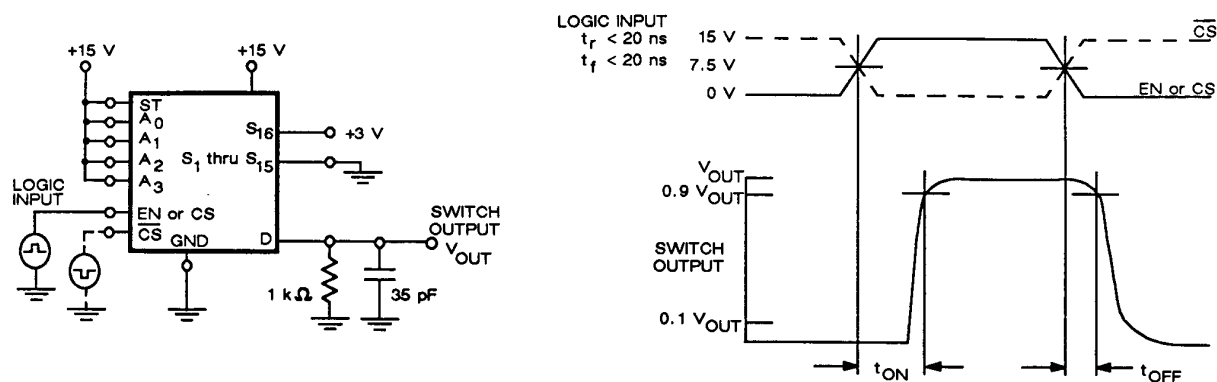 +15 V
+15 V
ST
A0
A1
A2
A3
S16
+3 V
S1 thru S15
LOGIC
INPUT
EN or CS
CS
GND
D
SWITCH
OUTPUT
VOUT
1 kΩ
35 pF
LOGIC INPUT
tr < 20 ns
tf < 20 ns
15 V
7.5 V
0 V
CS
EN or CS
VOUT
0.9 VOUT
SWITCH
OUTPUT
0.1 VOUT
tON
tOFF